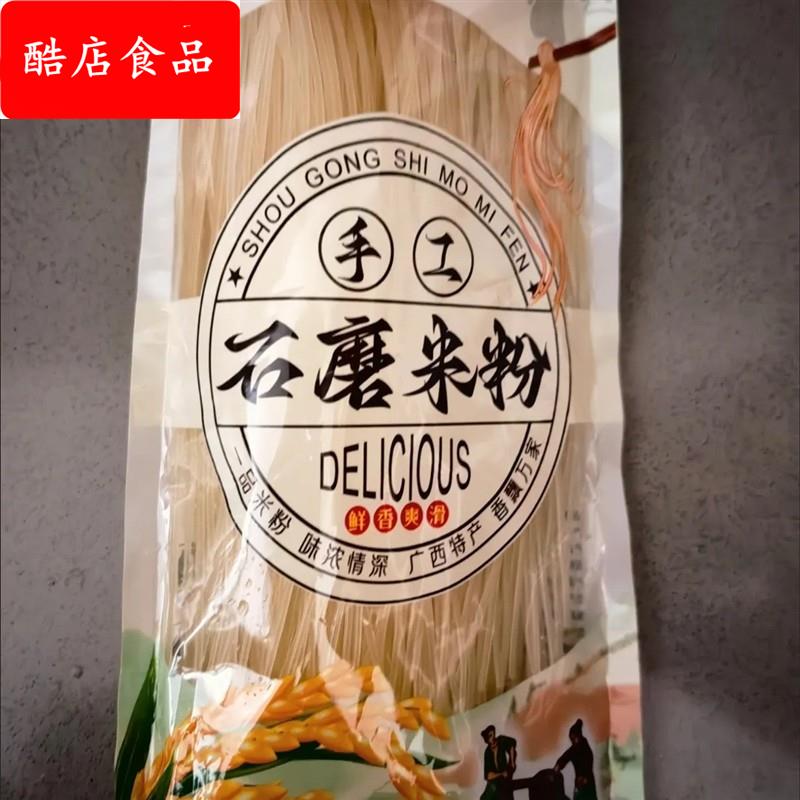 酷店食品
SHOU GONG SHI MO MI FEN
手工
石磨米粉
DELICIOUS
鲜香爽滑
一品米粉 味浓情深 广西特产 香飘万家